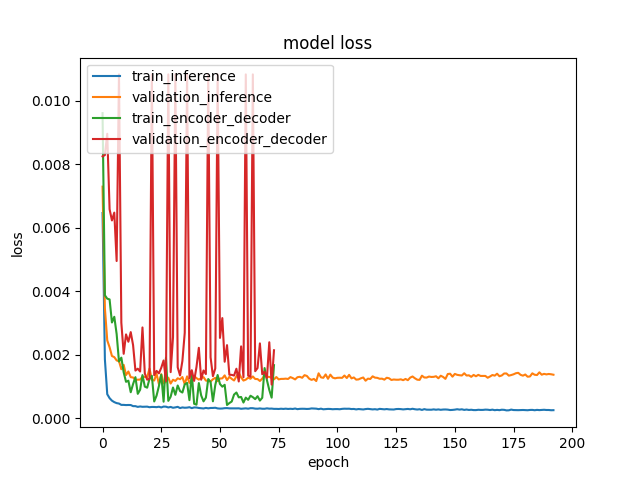 model loss
train_inference
validation_inference
train_encoder_decoder
validation_encoder_decoder
0.010
0.008
0.006
0.004
0.002
0.000
loss
0 25 50 75 100 125 150 175 200
epoch